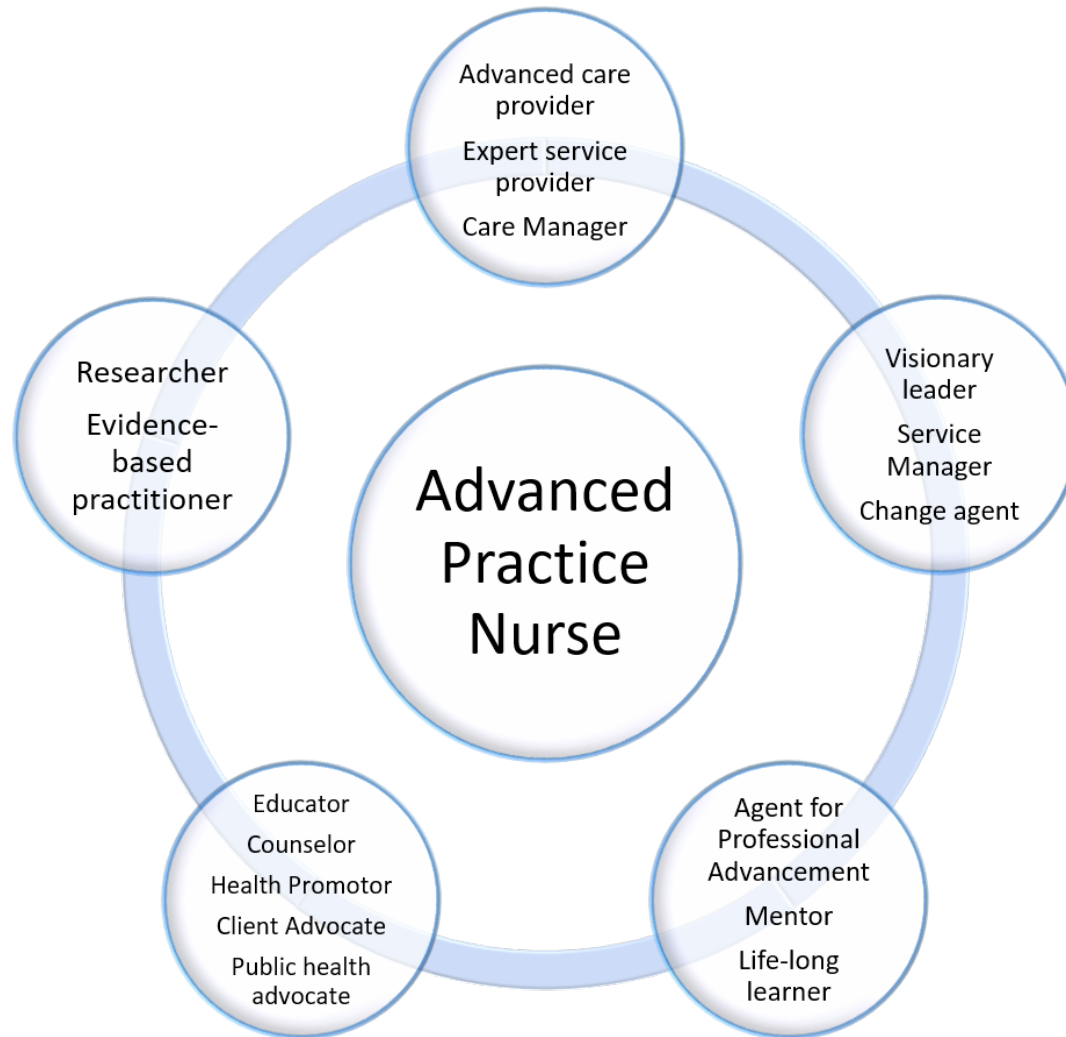 Advanced care
provider
Expert service
provider
Care Manager
Visionary
leader
Service
Manager
Change agent
Agent for
Professional
Advancement
Mentor
Life-long
learner
Educator
Counselor
Health Promotor
Client Advocate
Public health
advocate
Researcher
Evidence-
based
practitioner
Advanced
Practice
Nurse